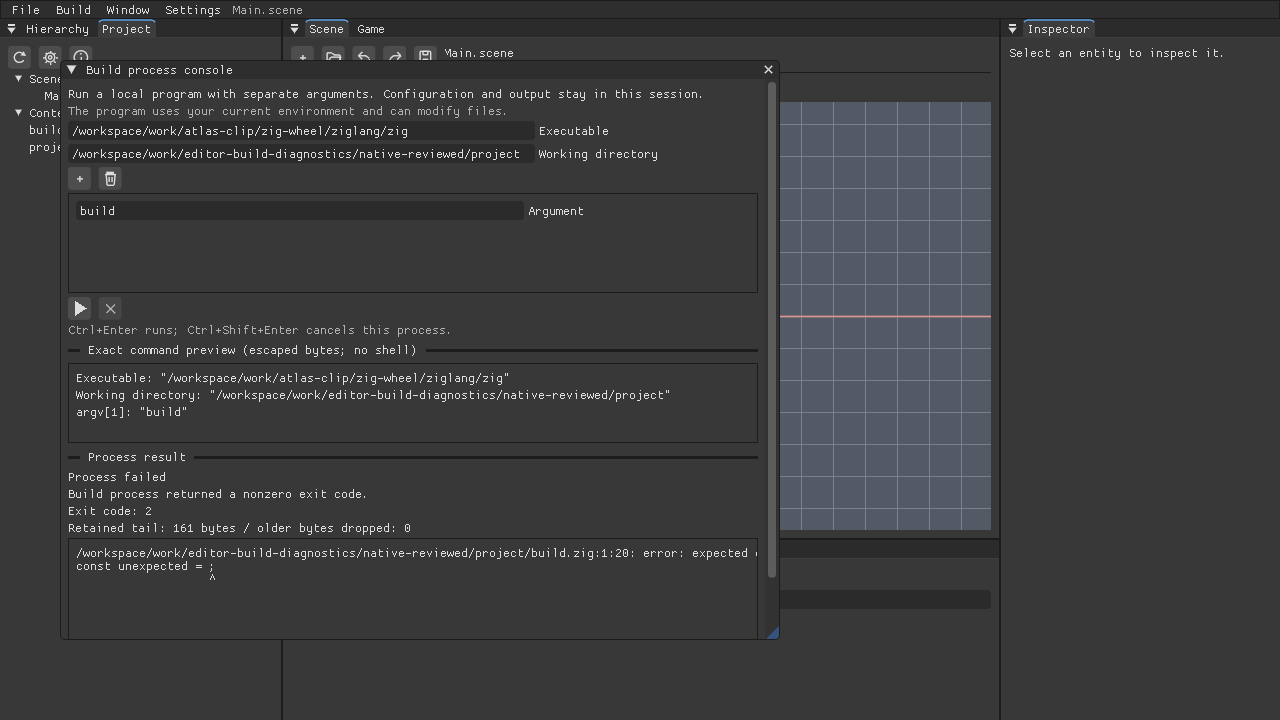 File Build Window Settings Main.scene
Hierarchy Project Scene Game Inspector
Main.scene
Select an entity to inspect it.
Build process console
Run a local program with separate arguments. Configuration and output stay in this session.
The program uses your current environment and can modify files.
/workspace/work/atlas-clip/zig-wheel/ziglang/zig Executable
/workspace/work/editor-build-diagnostics/native-reviewed/project Working directory
+
build Argument
Ctrl+Enter runs; Ctrl+Shift+Enter cancels this process.
Exact command preview (escaped bytes; no shell)
Executable: "/workspace/work/atlas-clip/zig-wheel/ziglang/zig"
Working directory: "/workspace/work/editor-build-diagnostics/native-reviewed/project"
argv[1]: "build"
Process result
Process failed
Build process returned a nonzero exit code.
Exit code: 2
Retained tail: 161 bytes / older bytes dropped: 0
/workspace/work/editor-build-diagnostics/native-reviewed/project/build.zig:1:20: error: expected
const unexpected = ;
^